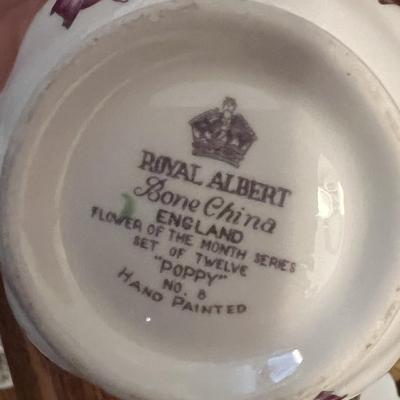 ROYAL ALBERT
Bone China
ENGLAND
FLOWER OF THE MONTH SERIES
SET OF TWELVE
"POPPY"
NO. 8
HAND PAINTED